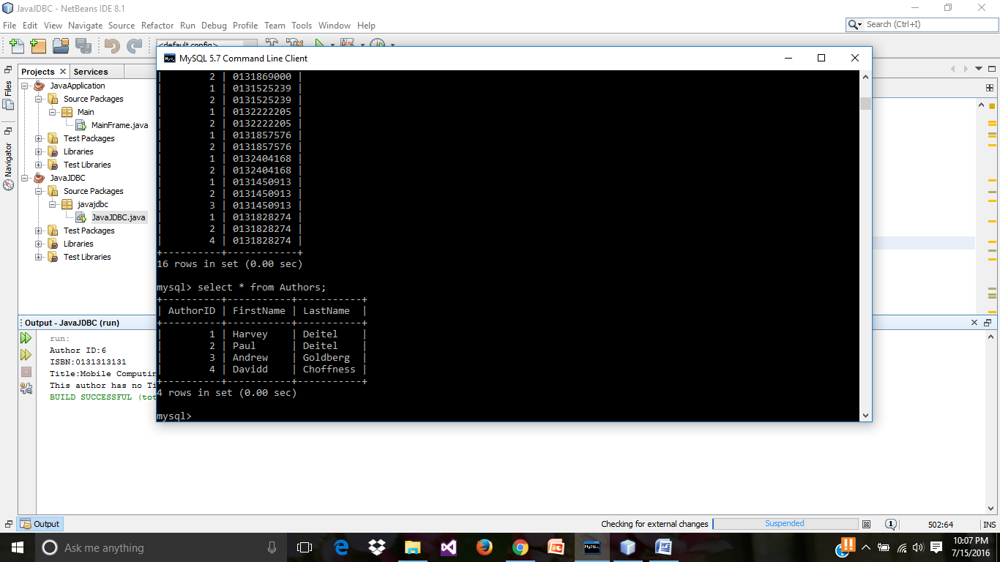 JavaJDBC - NetBeans IDE 8.1
File Edit View Navigate Source Refactor Run Debug Profile Team Tools Window Help
Search (Ctrl+I)
<default config>
MySQL 5.7 Command Line Client
Projects
Services
Files
Navigator
JavaApplication
Source Packages
Main
MainFrame.java
Test Packages
Libraries
Test Libraries
JavaJDBC
Source Packages
javajdbc
JavaJDBC.java
Test Packages
Libraries
Test Libraries
| 2 | 0131869000 |
| 1 | 0131525239 |
| 2 | 0131525239 |
| 1 | 0132222205 |
| 2 | 0132222205 |
| 1 | 0131857576 |
| 2 | 0131857576 |
| 1 | 0132404168 |
| 2 | 0132404168 |
| 1 | 0131450913 |
| 2 | 0131450913 |
| 3 | 0131450913 |
| 1 | 0131828274 |
| 2 | 0131828274 |
| 4 | 0131828274 |
+----------+------------+
16 rows in set (0.00 sec)
mysql> select * from Authors;
+----------+-----------+-----------+
| AuthorID | FirstName | LastName |
+----------+-----------+-----------+
| 1 | Harvey | Deitel |
| 2 | Paul | Deitel |
| 3 | Andrew | Goldberg |
| 4 | Davidd | Choffness |
+----------+-----------+-----------+
4 rows in set (0.00 sec)
mysql>
Output - JavaJDBC (run)
run:
Author ID:6
ISBN:0131313131
Title:Mobile Computin
This author has no Ti
BUILD SUCCESSFUL (tot
Output
Checking for external changes
Suspended
1
502:64
INS
Ask me anything
10:07 PM
7/15/2016